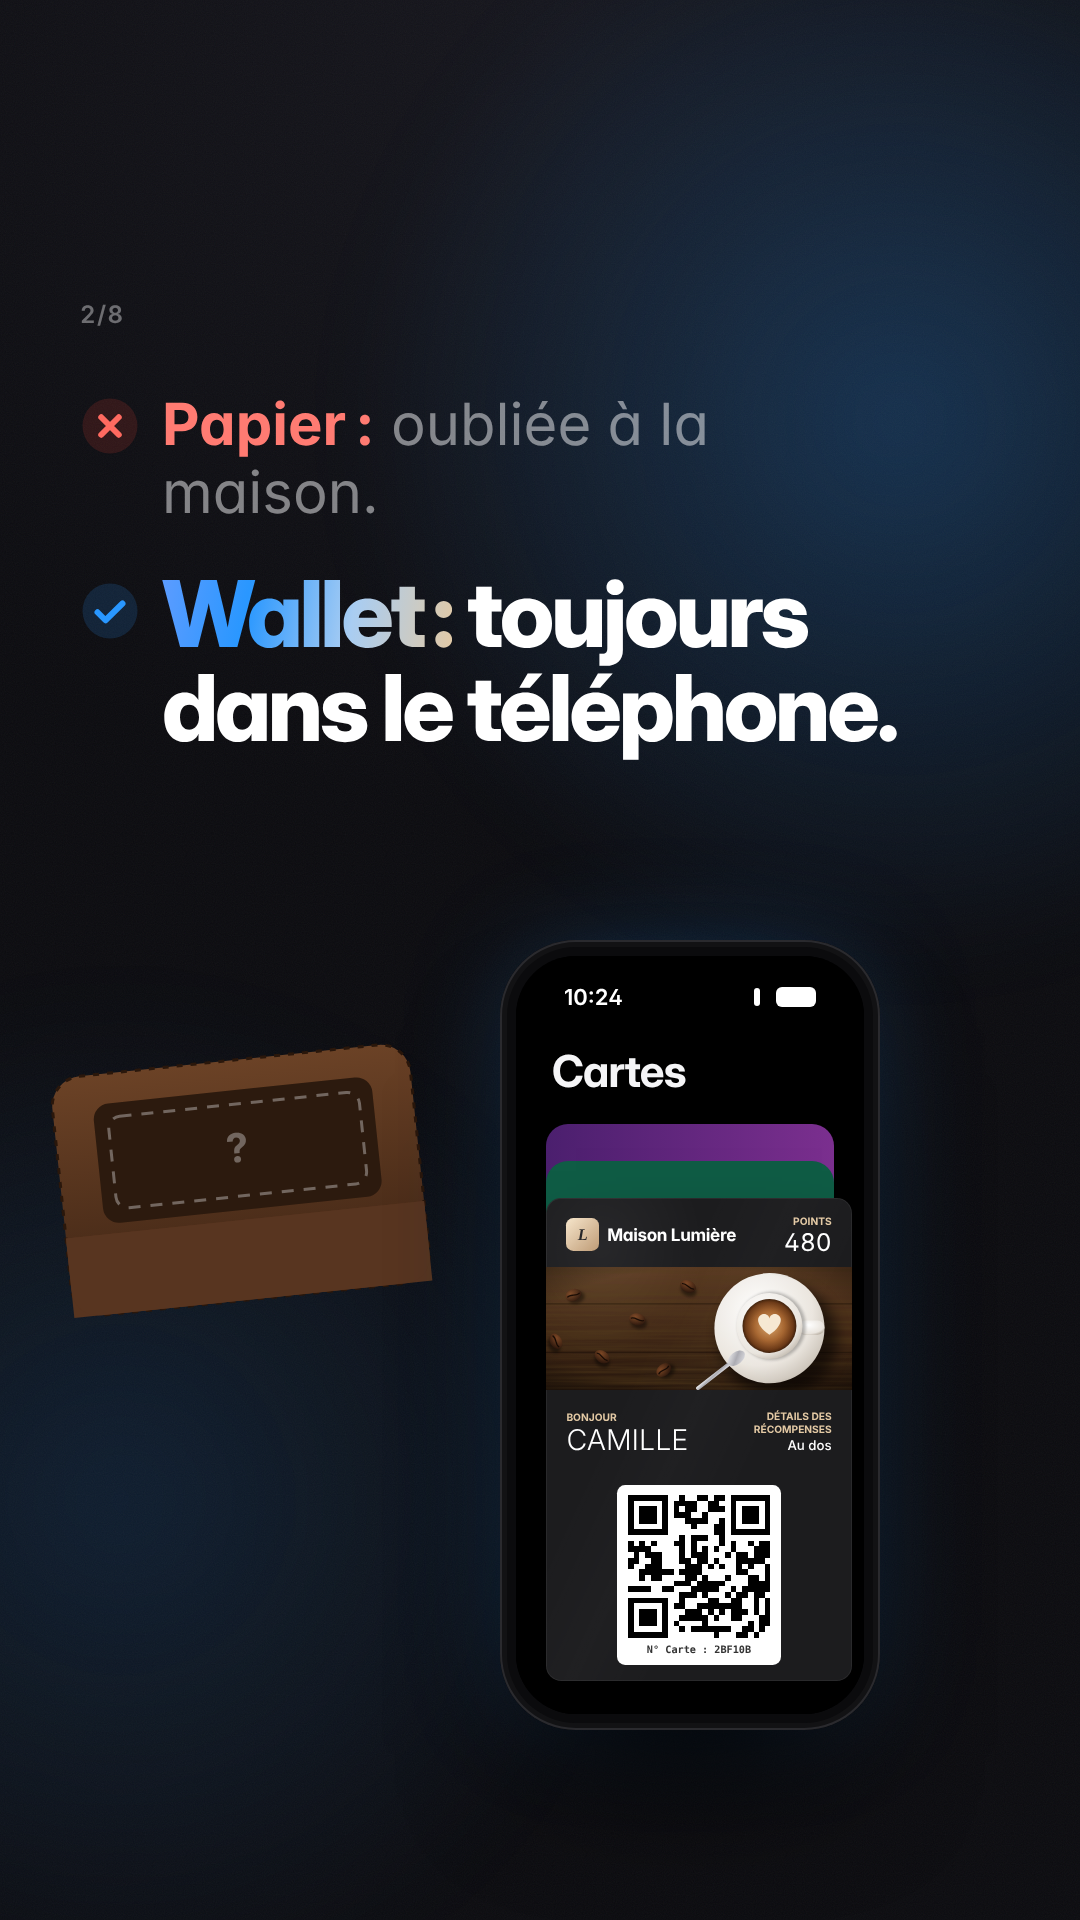 2/8
Papier : oubliée à la
maison.
Wallet : toujours
dans le téléphone.
10:24
Cartes
?
L Maison Lumière
POINTS
480
BONJOUR
CAMILLE
DÉTAILS DES
RÉCOMPENSES
Au dos
N° Carte : 2BF10B